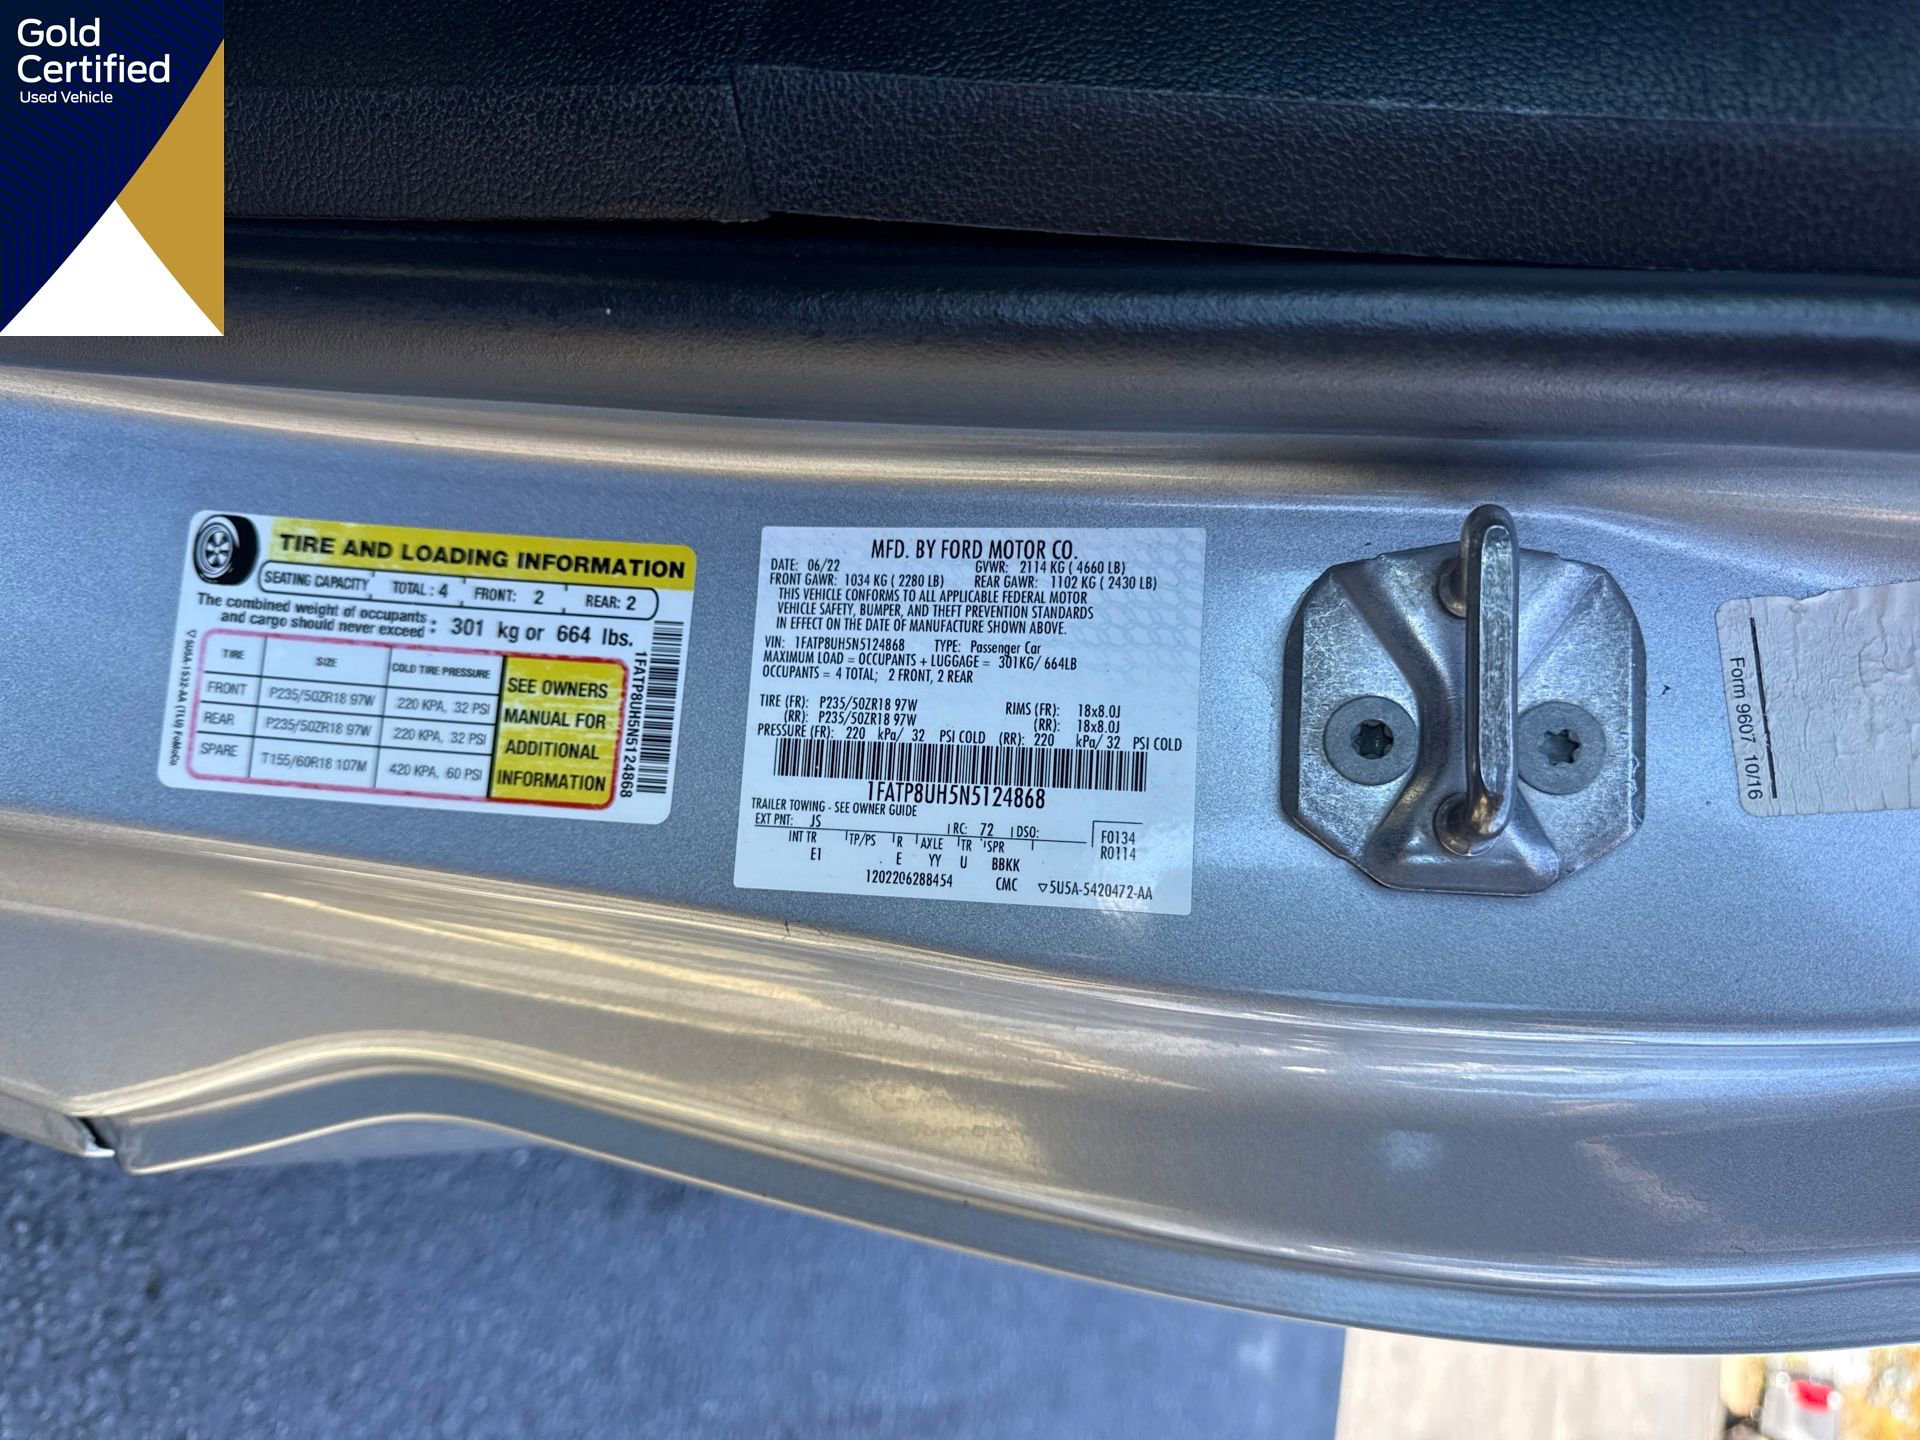 Gold
Certified
Used Vehicle
TIRE AND LOADING INFORMATION
SEATING CAPACITY TOTAL: 4 FRONT: 2 REAR: 2
The combined weight of occupants
and cargo should never exceed : 301 kg or 664 lbs.
TIRE SIZE COLD TIRE PRESSURE
FRONT P235/50ZR18 97W 220 KPA, 32 PSI
REAR P235/50ZR18 97W 220 KPA, 32 PSI
SPARE T155/60R18 107M 420 KPA, 60 PSI
SEE OWNERS
MANUAL FOR
ADDITIONAL
INFORMATION
5U5A-1532-AA (TLU) FoMoCo
1FATP8UH5N5124868
MFD. BY FORD MOTOR CO.
DATE: 06/22 GVWR: 2114 KG ( 4660 LB)
FRONT GAWR: 1034 KG ( 2280 LB) REAR GAWR: 1102 KG ( 2430 LB)
THIS VEHICLE CONFORMS TO ALL APPLICABLE FEDERAL MOTOR
VEHICLE SAFETY, BUMPER, AND THEFT PREVENTION STANDARDS
IN EFFECT ON THE DATE OF MANUFACTURE SHOWN ABOVE.
VIN: 1FATP8UH5N5124868 TYPE: Passenger Car
MAXIMUM LOAD = OCCUPANTS + LUGGAGE = 301KG/ 664LB
OCCUPANTS = 4 TOTAL; 2 FRONT, 2 REAR
TIRE (FR): P235/50ZR18 97W RIMS (FR): 18x8.0J
(RR): P235/50ZR18 97W (RR): 18x8.0J
PRESSURE (FR): 220 kPa/ 32 PSI COLD (RR): 220 kPa/ 32 PSI COLD
1FATP8UH5N5124868
TRAILER TOWING - SEE OWNER GUIDE
EXT PNT: JS RC: 72 DSO: F0134
INT TR TP/PS R AXLE TR SPR R0114
E1 E YY U BBKK
1202206288454 CMC 5U5A-5420472-AA
Form 9607 10/16